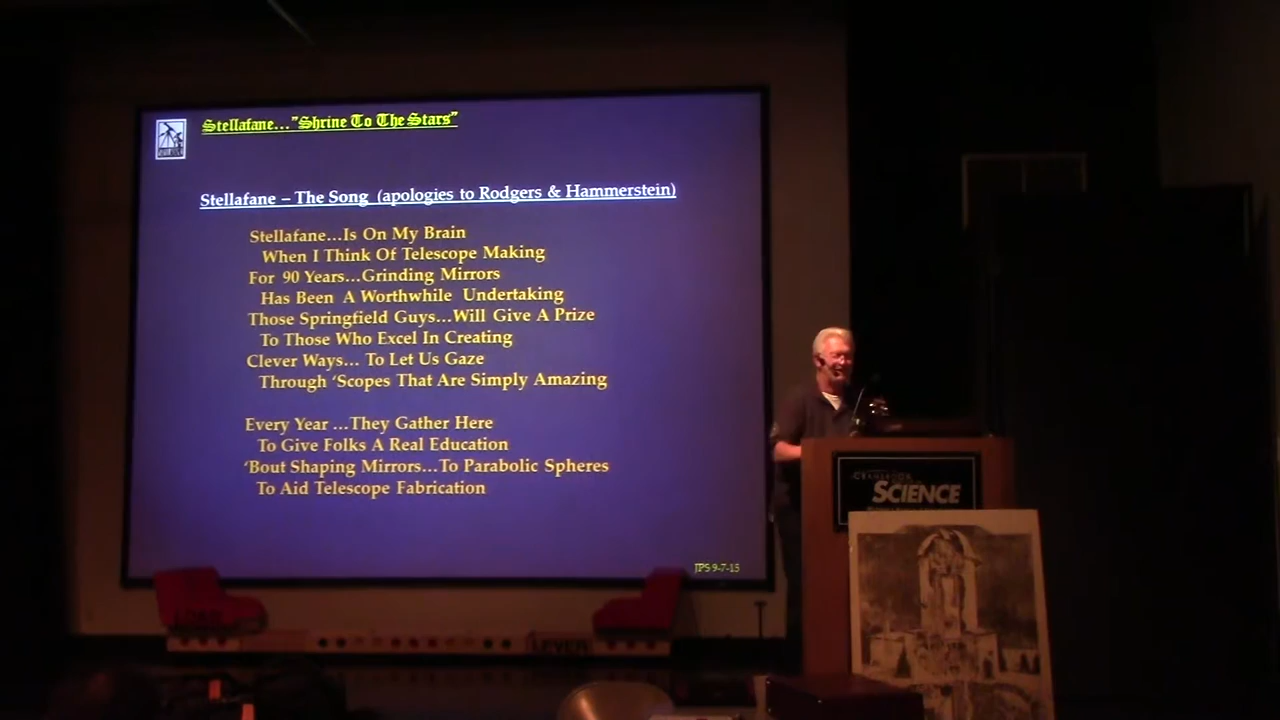 Stellafane..."Shrine To The Stars"
Stellafane – The Song (apologies to Rodgers & Hammerstein)
Stellafane...Is On My Brain
When I Think Of Telescope Making
For 90 Years...Grinding Mirrors
Has Been A Worthwhile Undertaking
Those Springfield Guys...Will Give A Prize
To Those Who Excel In Creating
Clever Ways... To Let Us Gaze
Through 'Scopes That Are Simply Amazing
Every Year ...They Gather Here
To Give Folks A Real Education
'Bout Shaping Mirrors...To Parabolic Spheres
To Aid Telescope Fabrication
JPS 9-7-15
CRANBROOK
SCIENCE
LOAD
LEVER